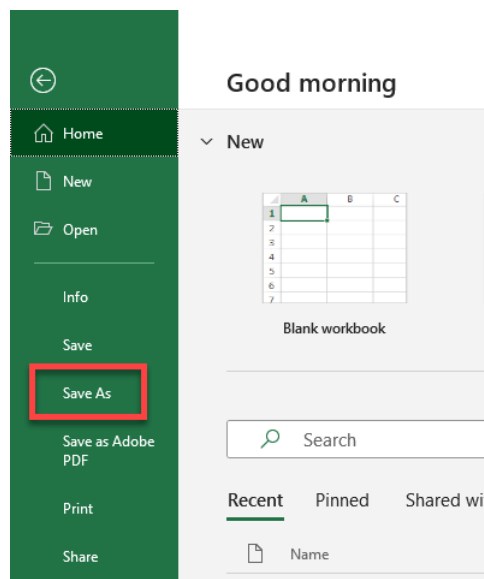 Good morning
Home
New
New
Open
A B C
1
2
3
4
5
6
7
Blank workbook
Info
Save
Save As
Save as Adobe
PDF
Print
Share
Search
Recent Pinned Shared wi
Name